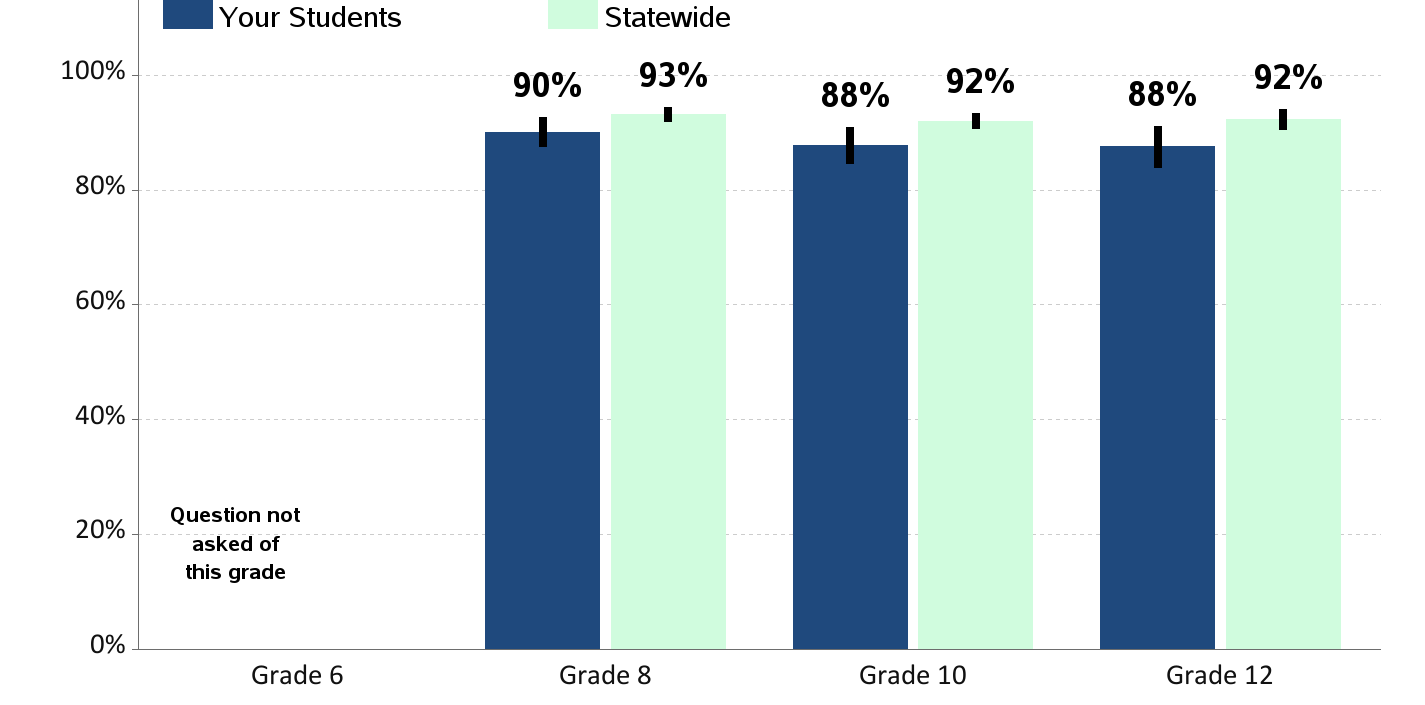 Your Students
Statewide
100%
80%
60%
40%
20%
0%
90%
93%
88%
92%
88%
92%
Question not
asked of
this grade
Grade 6
Grade 8
Grade 10
Grade 12